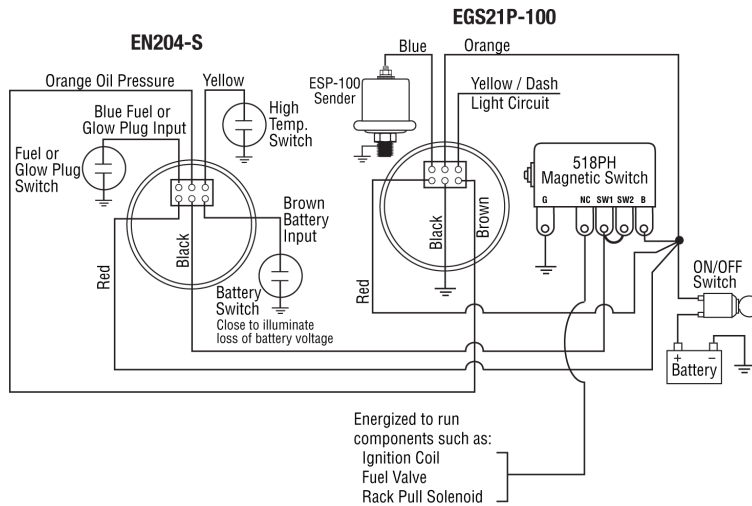 EGS21P-100
EN204-S
Blue
Orange
Orange Oil Pressure
Yellow
ESP-100
Sender
Yellow / Dash
Light Circuit
Blue Fuel or
Glow Plug Input
High
Temp.
Switch
Fuel or
Glow Plug
Switch
518PH
Magnetic Switch
G
NC
SW1
SW2
B
Brown
Battery
Input
Black
Red
Black
Brown
Red
Battery
Switch
Close to illuminate
loss of battery voltage
ON/OFF
Switch
+
–
Battery
Energized to run
components such as:
Ignition Coil
Fuel Valve
Rack Pull Solenoid